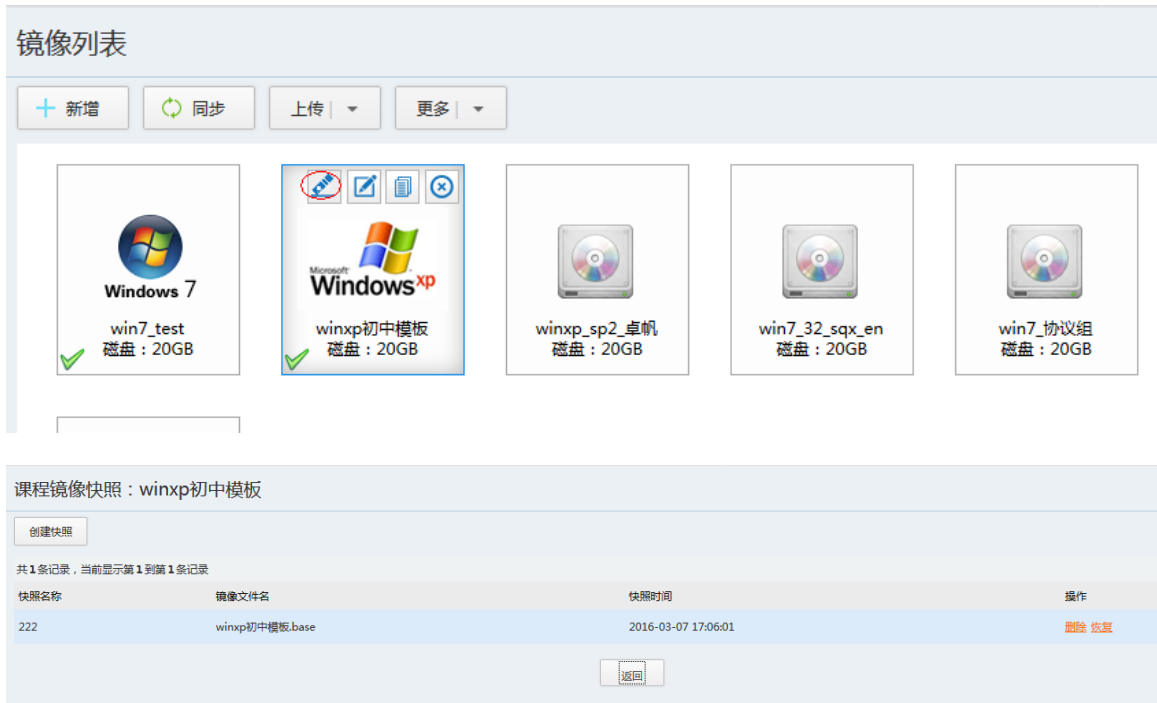 镜像列表
新增 同步 上传 更多
Windows 7
win7_test
磁盘：20GB
Microsoft
Windows xp
winxp初中模板
磁盘：20GB
winxp_sp2_卓帆
磁盘：20GB
win7_32_sqx_en
磁盘：20GB
win7_协议组
磁盘：20GB
课程镜像快照：winxp初中模板
创建快照
共1条记录，当前显示第1到第1条记录
快照名称 镜像文件名 快照时间 操作
222 winxp初中模板.base 2016-03-07 17:06:01 删除 恢复
返回